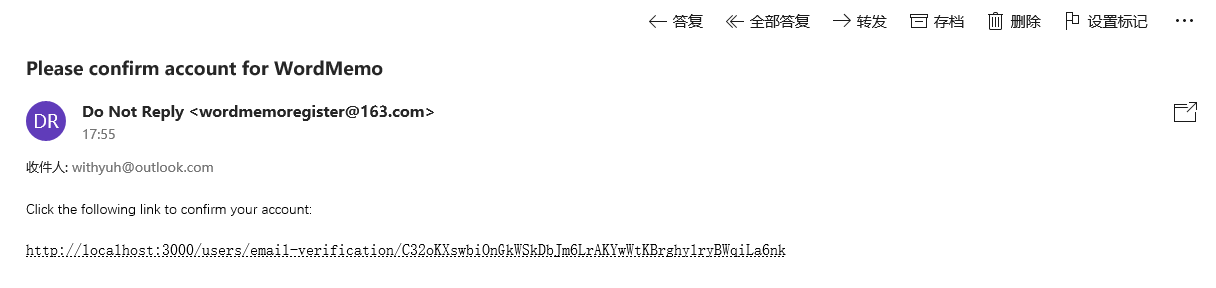 答复 全部答复 转发 存档 删除 设置标记 ...
Please confirm account for WordMemo
DR
Do Not Reply <wordmemoregister@163.com>
17:55
收件人: withyuh@outlook.com
Click the following link to confirm your account:
http://localhost:3000/users/email-verification/C32oKXswbiOnGkWSkDbJm6LrAKYwWtKBrghy1ryBWqiLa6nk